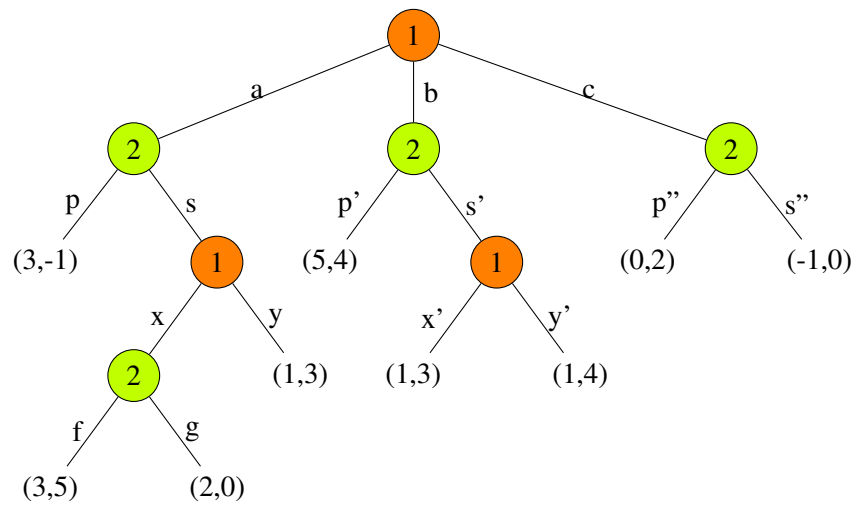 1
a
b
c
2
2
2
p
s
p’
s’
p”
s”
(3,-1)
1
(5,4)
1
(0,2)
(-1,0)
x
y
x’
y’
2
(1,3)
(1,3)
(1,4)
f
g
(3,5)
(2,0)